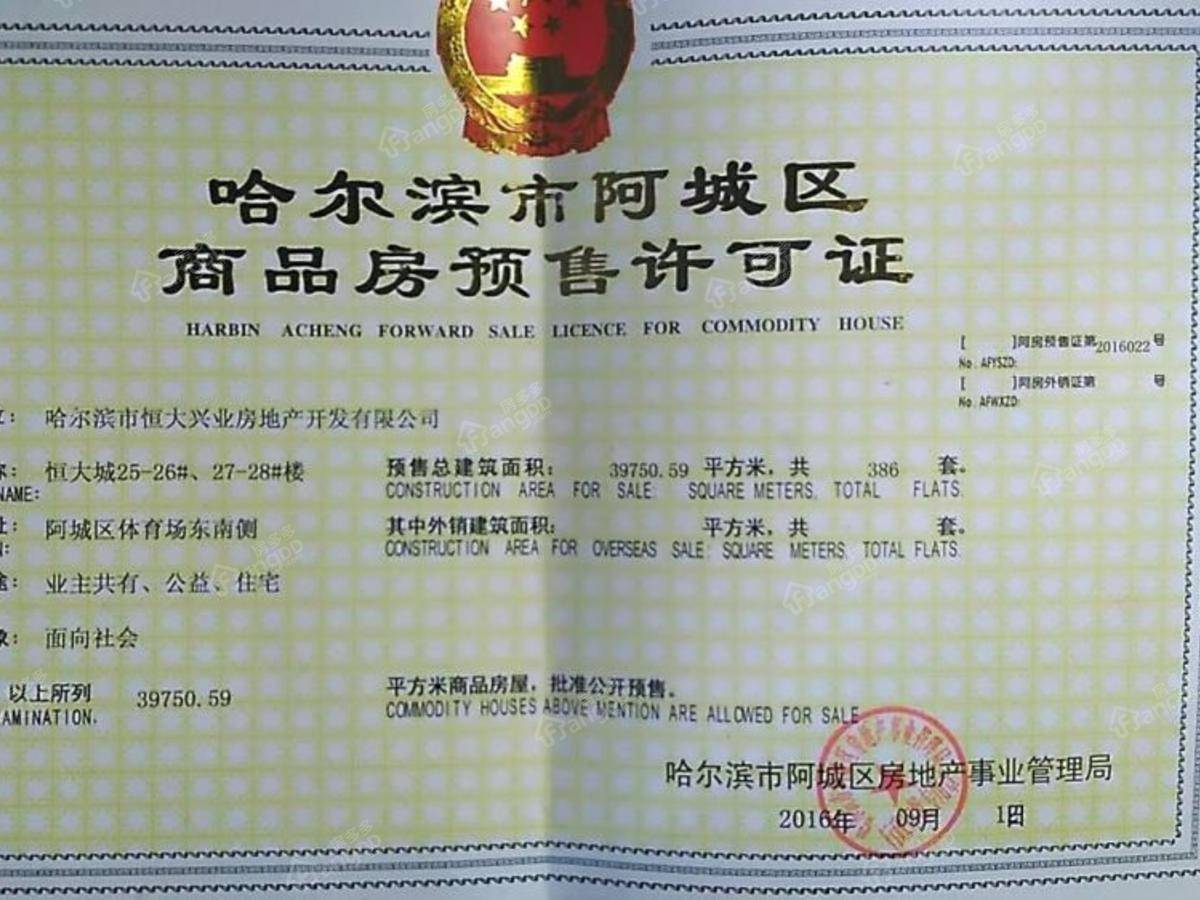 哈尔滨市阿城区
商品房预售许可证
HARBIN ACHENG FORWARD SALE LICENCE FOR COMMODITY HOUSE
[ ]阿房预售证第2016022号
No. AFYSZD:
[ ]阿房外销证第 号
No. AFWXZD:
哈尔滨市恒大兴业房地产开发有限公司
称: 恒大城25-26#、27-28#楼
NAME:
预售总建筑面积: 39750.59 平方米,共 386 套。
CONSTRUCTION AREA FOR SALE: SQUARE METERS. TOTAL FLATS.
址: 阿城区体育场东南侧
其中外销建筑面积: 平方米,共 套。
CONSTRUCTION AREA FOR OVERSEAS SALE: SQUARE METERS. TOTAL FLATS.
途: 业主共有、公益、住宅
象: 面向社会
以上所列 39750.59 平方米商品房屋,批准公开预售。
AMINATION. COMMODITY HOUSES ABOVE MENTION ARE ALLOWED FOR SALE
哈尔滨市阿城区房地产事业管理局
2016年 09月 1日